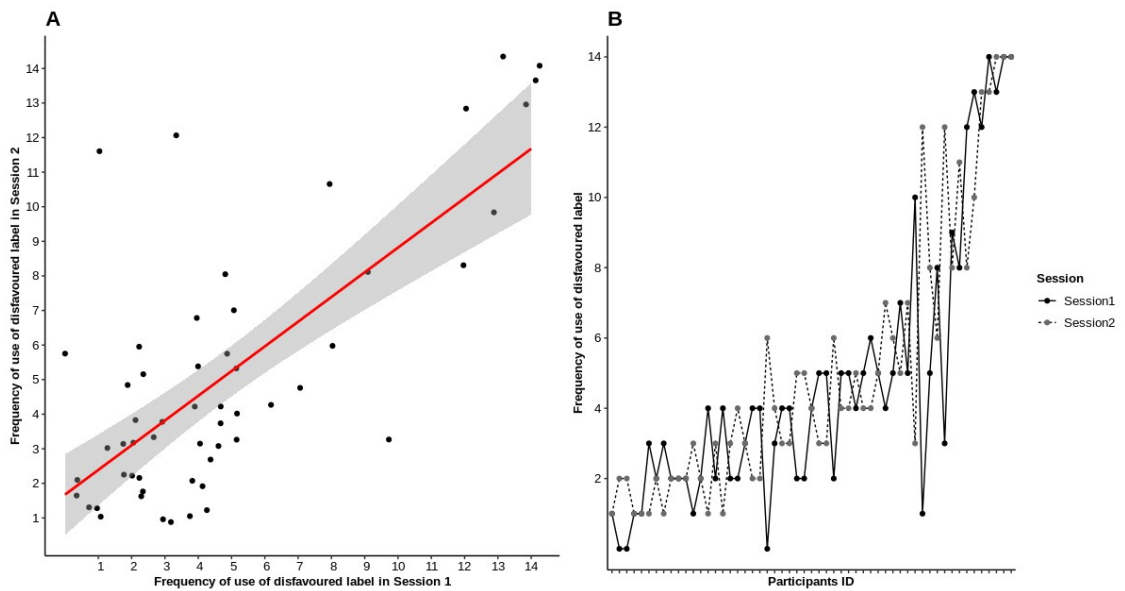 A
Frequency of use of disfavoured label in Session 2
14
13
12
11
10
9
8
7
6
5
4
3
2
1
1 2 3 4 5 6 7 8 9 10 11 12 13 14
Frequency of use of disfavoured label in Session 1
B
Frequency of use of disfavoured label
14
12
10
8
6
4
2
Participants ID
Session
Session1
Session2